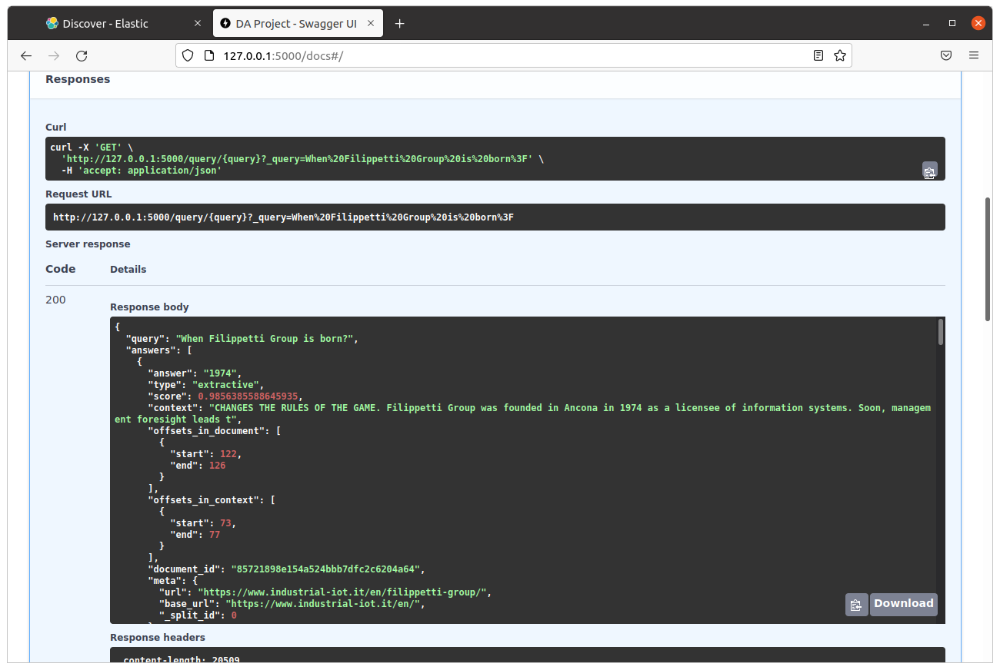 Discover - Elastic
DA Project - Swagger UI
127.0.0.1:5000/docs#/
Responses
Curl
curl -X 'GET' \
  'http://127.0.0.1:5000/query/{query}?_query=When%20Filippetti%20Group%20is%20born%3F' \
  -H 'accept: application/json'
Request URL
http://127.0.0.1:5000/query/{query}?_query=When%20Filippetti%20Group%20is%20born%3F
Server response
Code Details
200
Response body
{
  "query": "When Filippetti Group is born?",
  "answers": [
    {
      "answer": "1974",
      "type": "extractive",
      "score": 0.9856385588645935,
      "context": "CHANGES THE RULES OF THE GAME. Filippetti Group was founded in Ancona in 1974 as a licensee of information systems. Soon, managem
ent foresight leads t",
      "offsets_in_document": [
        {
          "start": 122,
          "end": 126
        }
      ],
      "offsets_in_context": [
        {
          "start": 73,
          "end": 77
        }
      ],
      "document_id": "85721898e154a524bbb7dfc2c6204a64",
      "meta": {
        "url": "https://www.industrial-iot.it/en/filippetti-group/",
        "base_url": "https://www.industrial-iot.it/en/",
        "_split_id": 0
Download
Response headers
content-length: 20509